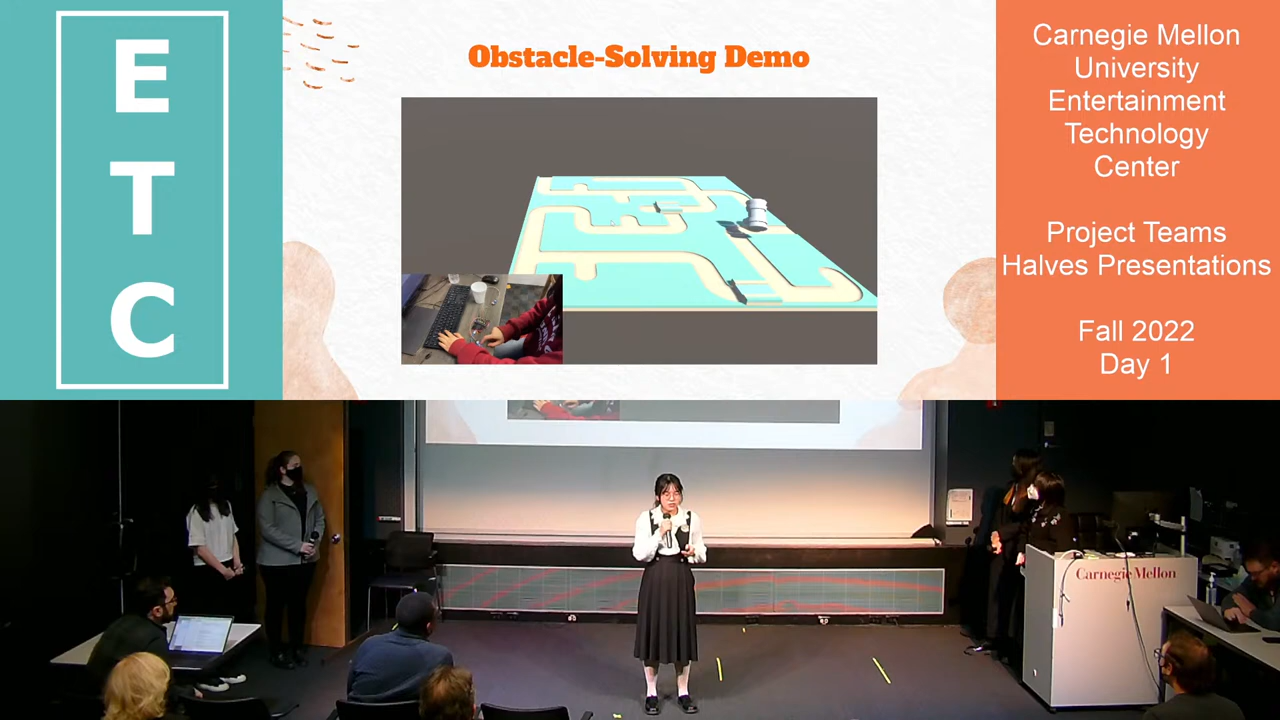 E
T
C
Obstacle-Solving Demo
Carnegie Mellon
University
Entertainment
Technology
Center
Project Teams
Halves Presentations
Fall 2022
Day 1
Carnegie Mellon